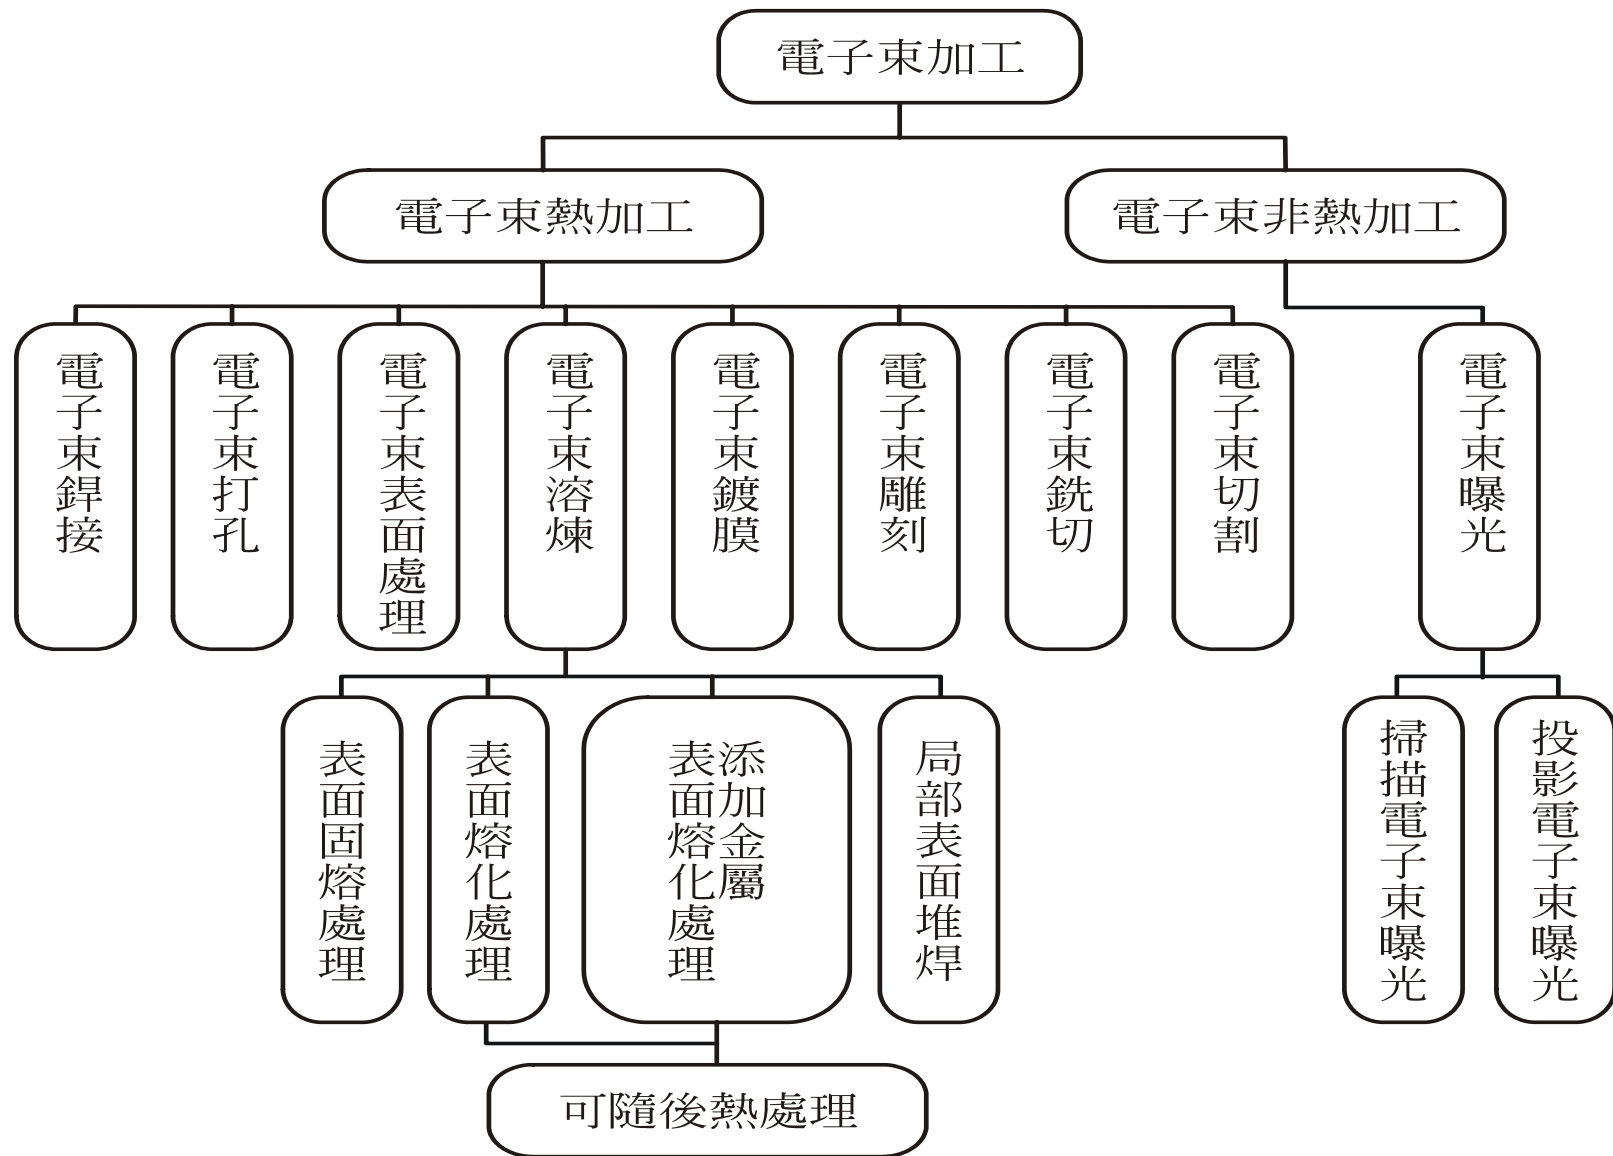 電子束加工
電子束熱加工
電子束非熱加工
電子束銲接
電子束打孔
電子束表面處理
電子束溶煉
電子束鍍膜
電子束雕刻
電子束銑切
電子束切割
電子束曝光
表面固熔處理
表面熔化處理
添加金屬
表面熔化處理
局部表面堆焊
掃描電子束曝光
投影電子束曝光
可隨後熱處理